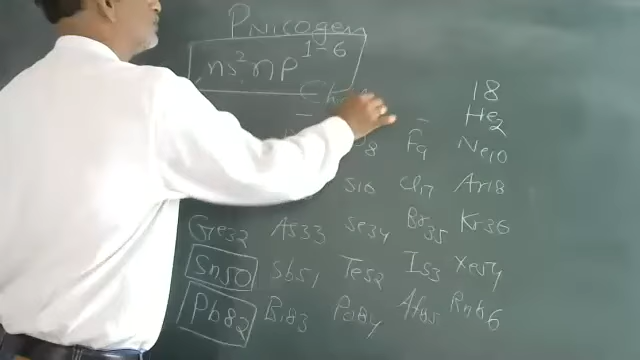 Pnicogen
ns² np¹⁻⁶
18
He2
F9 Ne10
S16 Cl17 Ar18
Ge32 As33 Se34 Br35 Kr36
Sn50 Sb51 Te52 I53 Xe54
Pb82 Bi83 Po84 At85 Rn86